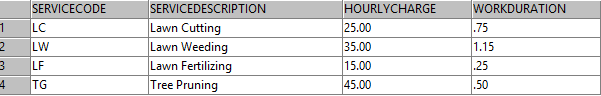 SERVICECODE SERVICEDESCRIPTION HOURLYCHARGE WORKDURATION
1 LC Lawn Cutting 25.00 .75
2 LW Lawn Weeding 35.00 1.15
3 LF Lawn Fertilizing 15.00 .25
4 TG Tree Pruning 45.00 .50